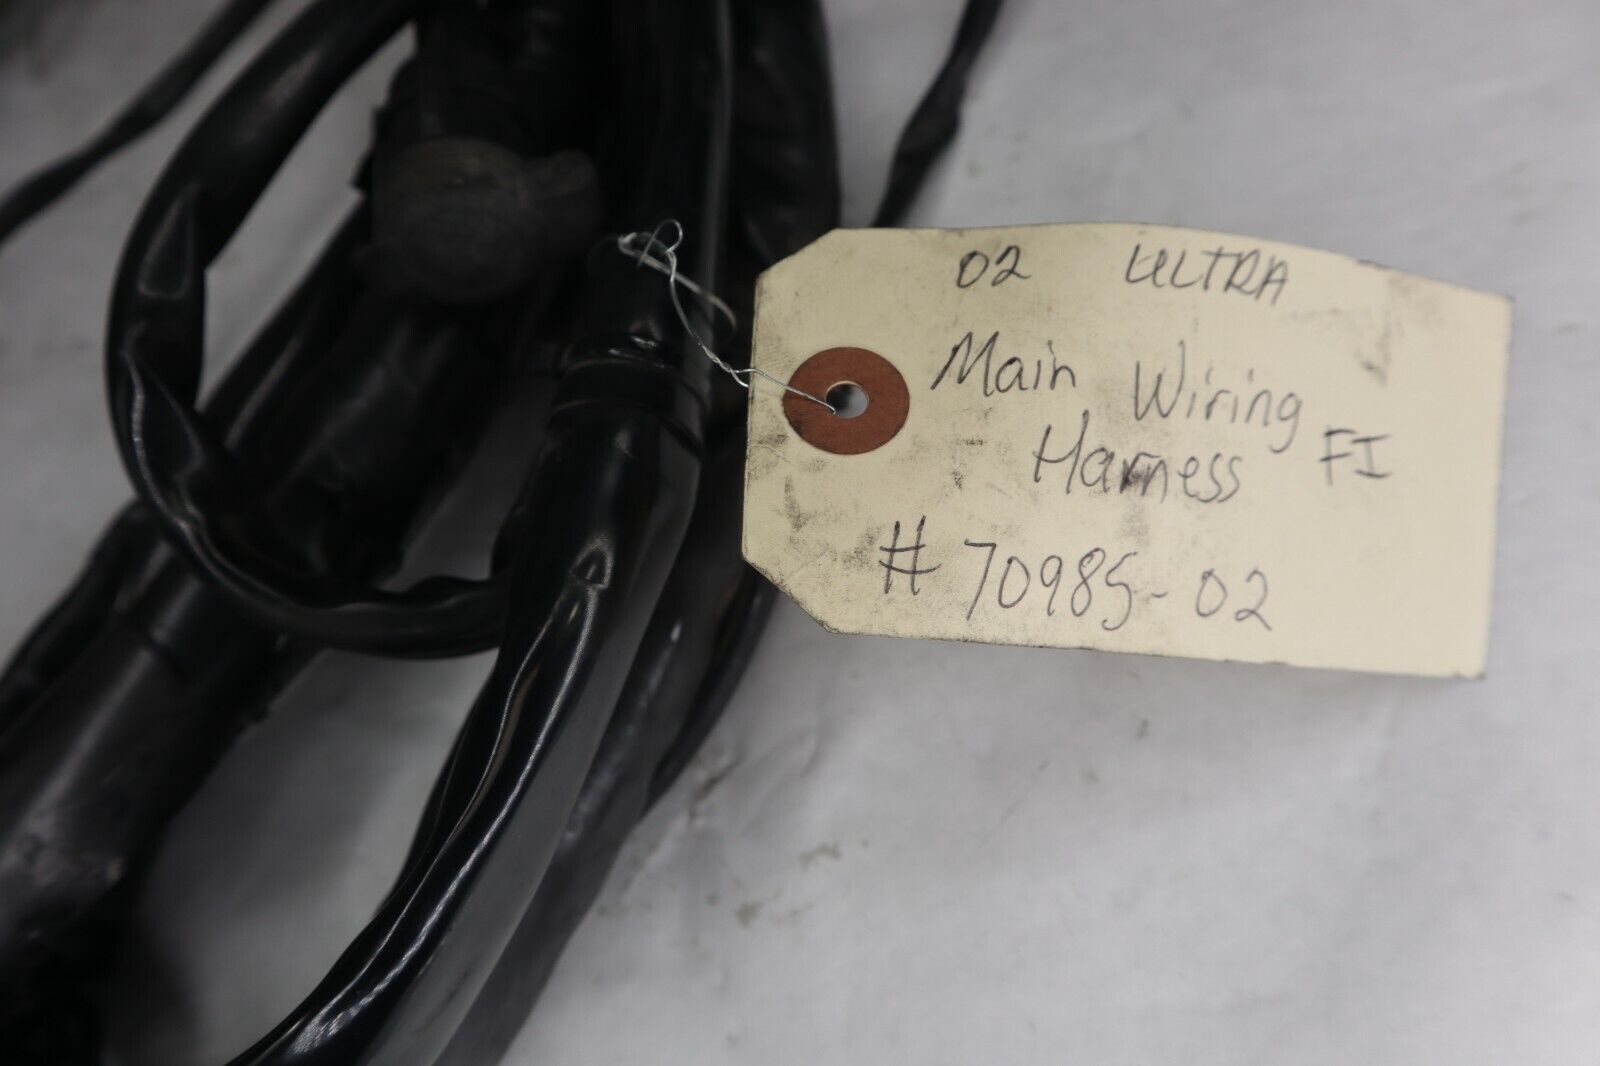 02 ULTRA
Main Wiring
Harness FI
# 70985-02